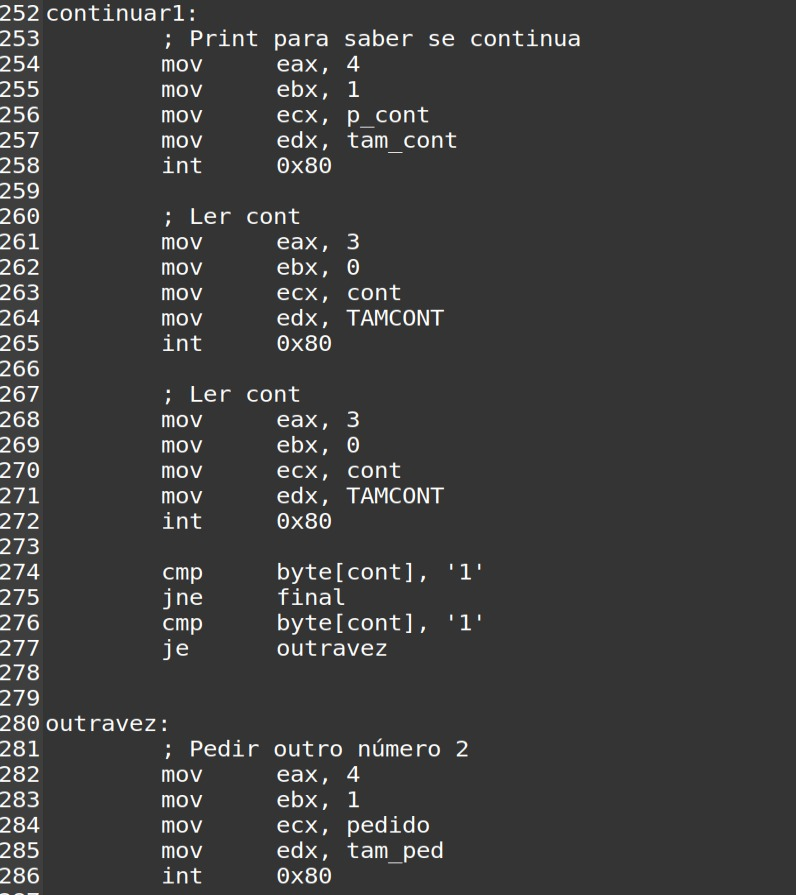 252 continuar1:
253 ; Print para saber se continua
254 mov eax, 4
255 mov ebx, 1
256 mov ecx, p_cont
257 mov edx, tam_cont
258 int 0x80
259
260 ; Ler cont
261 mov eax, 3
262 mov ebx, 0
263 mov ecx, cont
264 mov edx, TAMCONT
265 int 0x80
266
267 ; Ler cont
268 mov eax, 3
269 mov ebx, 0
270 mov ecx, cont
271 mov edx, TAMCONT
272 int 0x80
273
274 cmp byte[cont], '1'
275 jne final
276 cmp byte[cont], '1'
277 je outravez
278
279
280 outravez:
281 ; Pedir outro número 2
282 mov eax, 4
283 mov ebx, 1
284 mov ecx, pedido
285 mov edx, tam_ped
286 int 0x80